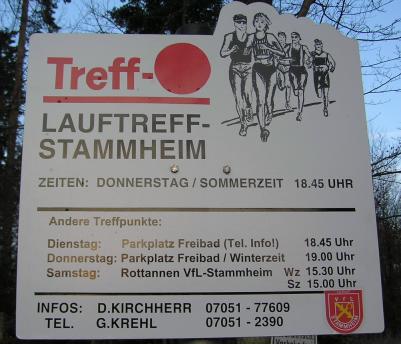 Treff-
LAUFTREFF-
STAMMHEIM
ZEITEN: DONNERSTAG / SOMMERZEIT 18.45 UHR
Andere Treffpunkte:
Dienstag: Parkplatz Freibad (Tel. Info!) 18.45 Uhr
Donnerstag: Parkplatz Freibad / Winterzeit 19.00 Uhr
Samstag: Rottannen VfL-Stammheim Wz 15.30 Uhr
Sz 15.00 Uhr
INFOS: D.KIRCHHERR 07051 - 77609
TEL. G.KREHL 07051 - 2390
VfL
STAMMHEIM